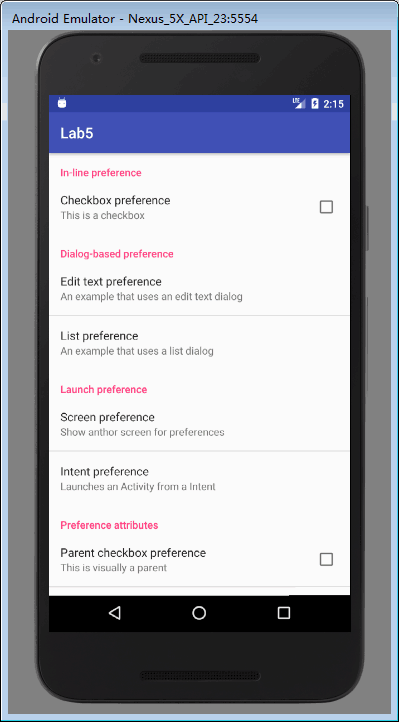 Android Emulator - Nexus_5X_API_23:5554
LTE 2:15
Lab5
In-line preference
Checkbox preference
This is a checkbox
Dialog-based preference
Edit text preference
An example that uses an edit text dialog
List preference
An example that uses a list dialog
Launch preference
Screen preference
Show anthor screen for preferences
Intent preference
Launches an Activity from a Intent
Preference attributes
Parent checkbox preference
This is visually a parent